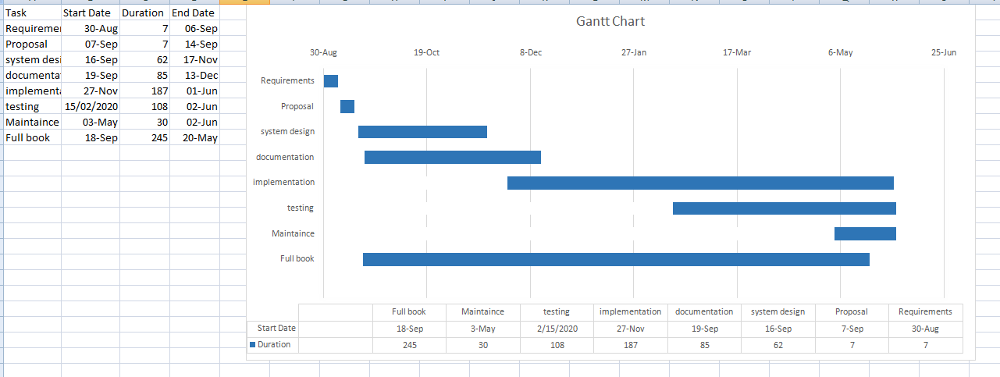 Task Start Date Duration End Date
Requiremen 30-Aug 7 06-Sep
Proposal 07-Sep 7 14-Sep
system desi 16-Sep 62 17-Nov
documentat 19-Sep 85 13-Dec
implementa 27-Nov 187 01-Jun
testing 15/02/2020 108 02-Jun
Maintaince 03-May 30 02-Jun
Full book 18-Sep 245 20-May
Gantt Chart
30-Aug 19-Oct 8-Dec 27-Jan 17-Mar 6-May 25-Jun
Requirements
Proposal
system design
documentation
implementation
testing
Maintaince
Full book
Full book Maintaince testing implementation documentation system design Proposal Requirements
Start Date 18-Sep 3-May 2/15/2020 27-Nov 19-Sep 16-Sep 7-Sep 30-Aug
Duration 245 30 108 187 85 62 7 7